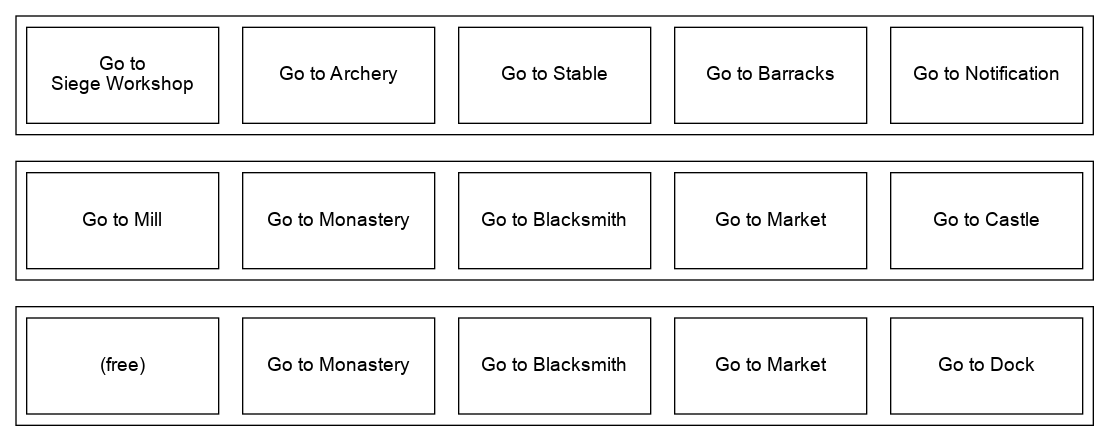 Go to
Siege Workshop
Go to Archery
Go to Stable
Go to Barracks
Go to Notification
Go to Mill
Go to Monastery
Go to Blacksmith
Go to Market
Go to Castle
(free)
Go to Monastery
Go to Blacksmith
Go to Market
Go to Dock